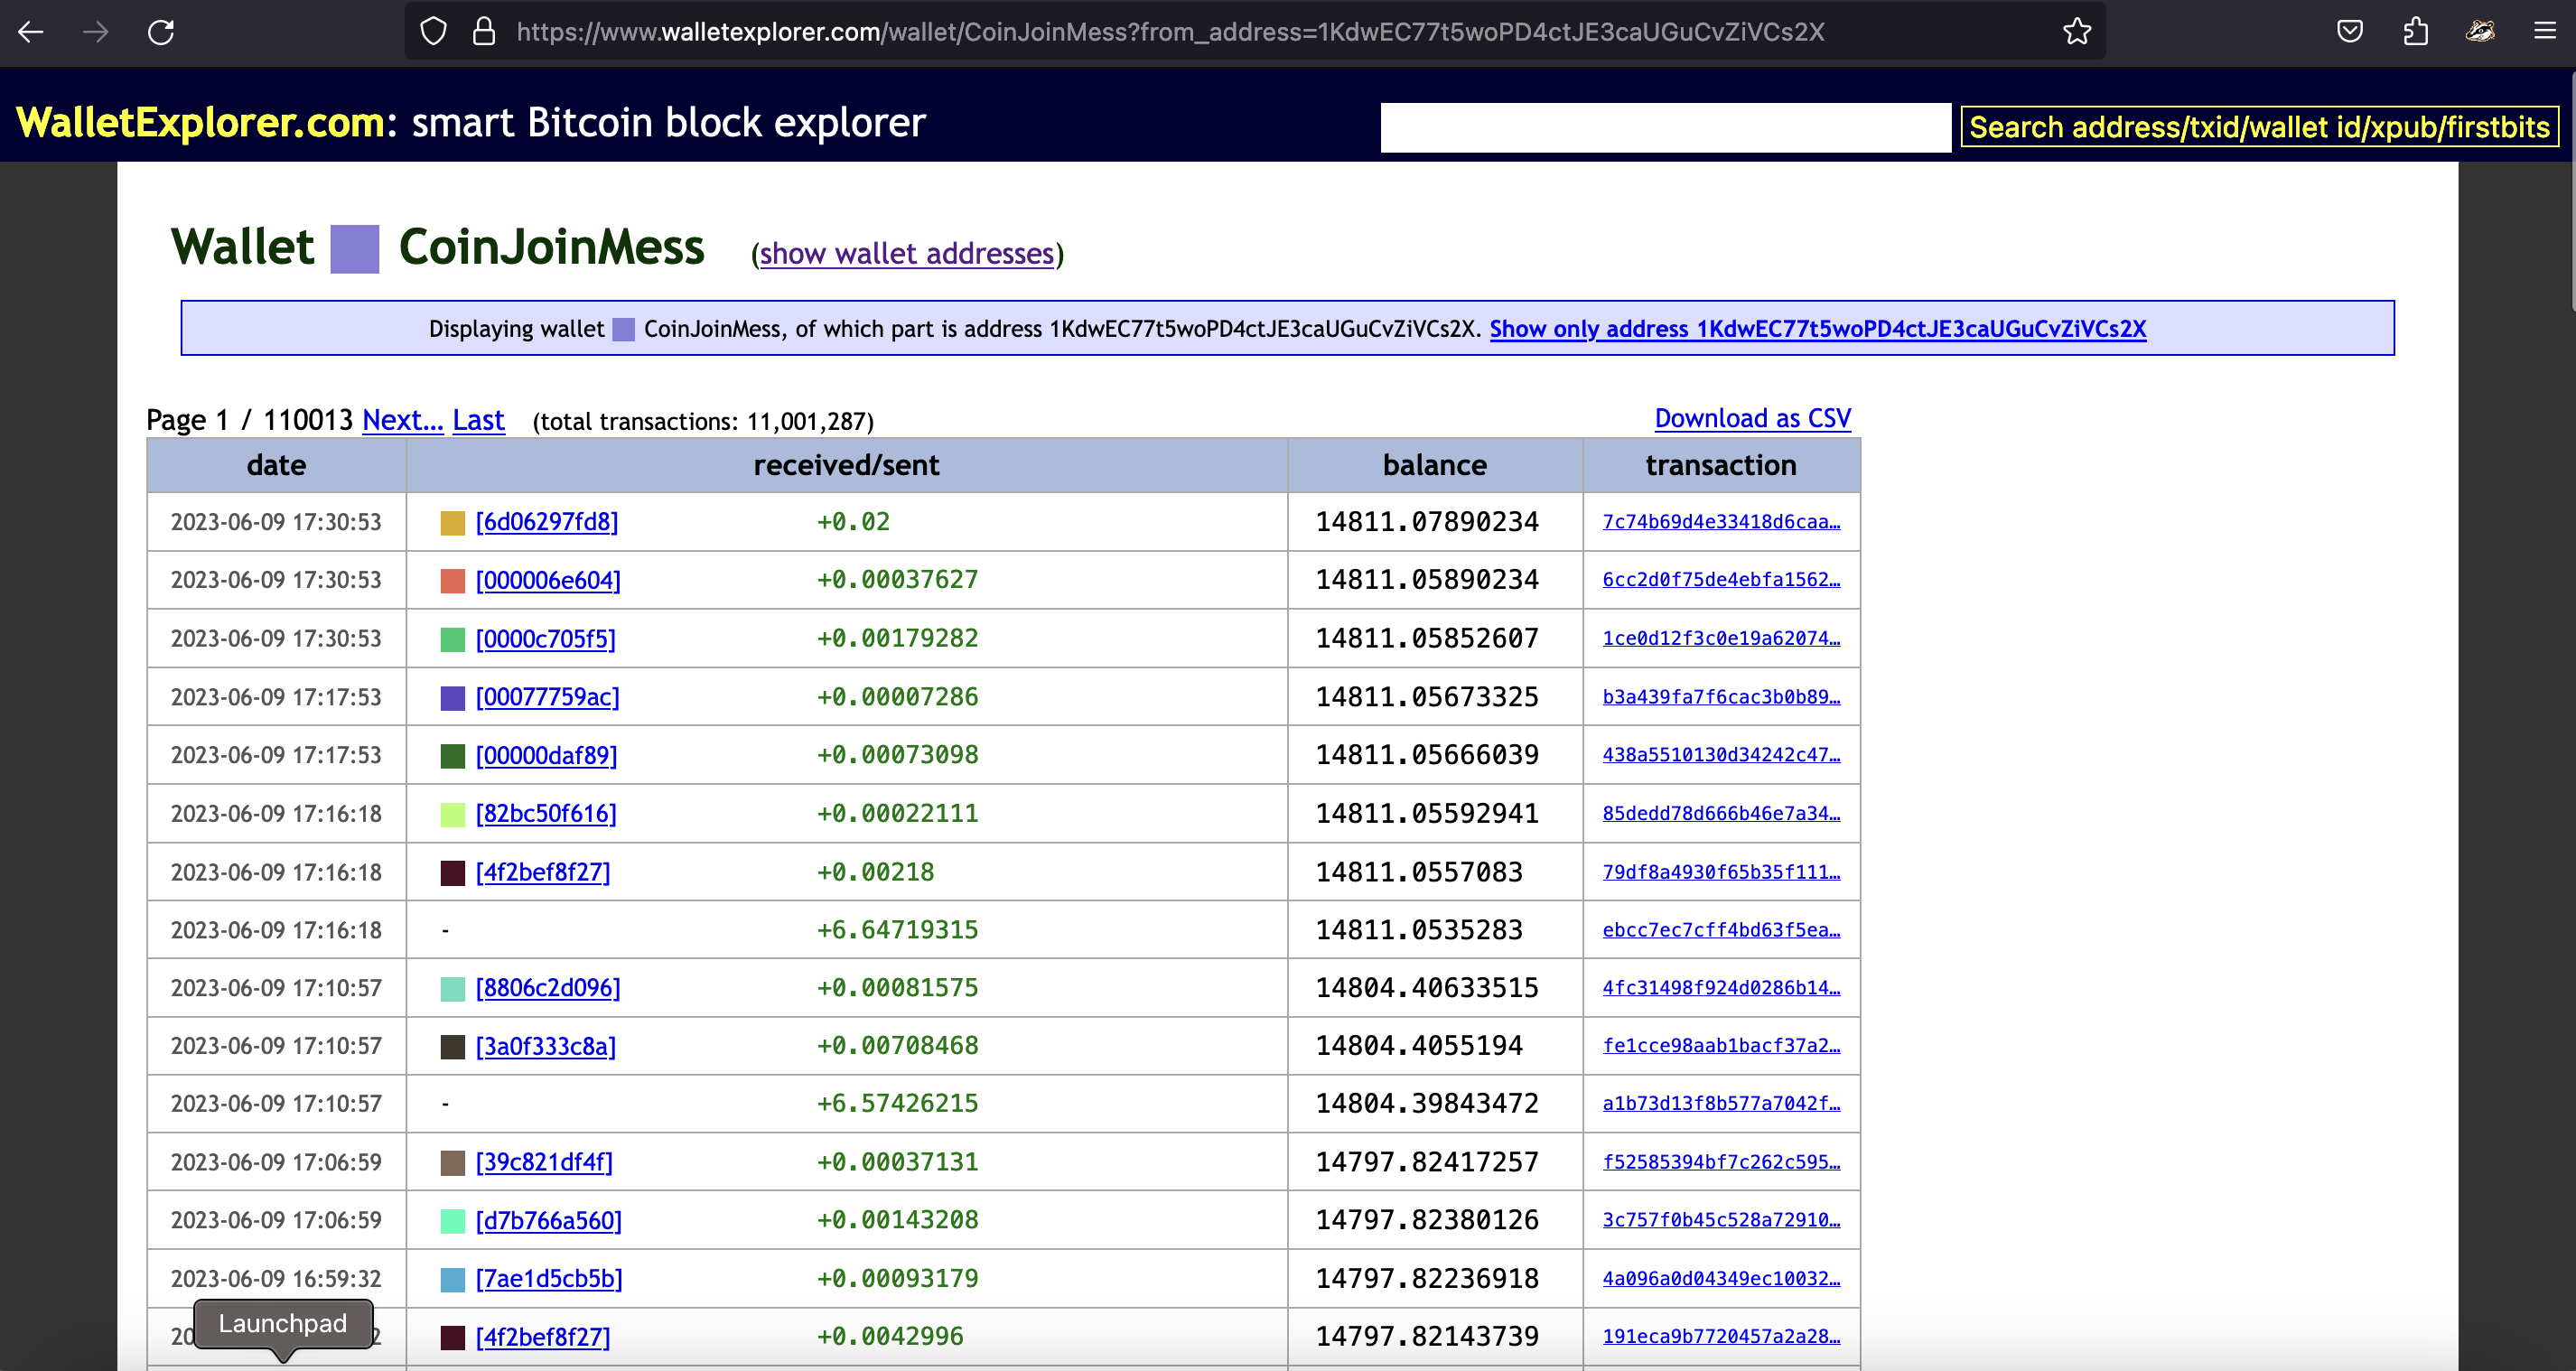 https://www.walletexplorer.com/wallet/CoinJoinMess?from_address=1KdwEC77t5woPD4ctJE3caUGuCvZiVCs2X
WalletExplorer.com: smart Bitcoin block explorer
Search address/txid/wallet id/xpub/firstbits
Wallet CoinJoinMess (show wallet addresses)
Displaying wallet CoinJoinMess, of which part is address 1KdwEC77t5woPD4ctJE3caUGuCvZiVCs2X. Show only address 1KdwEC77t5woPD4ctJE3caUGuCvZiVCs2X
Page 1 / 110013 Next... Last (total transactions: 11,001,287) Download as CSV
date received/sent balance transaction
2023-06-09 17:30:53 [6d06297fd8] +0.02 14811.07890234 7c74b69d4e33418d6caa…
2023-06-09 17:30:53 [000006e604] +0.00037627 14811.05890234 6cc2d0f75de4ebfa1562…
2023-06-09 17:30:53 [0000c705f5] +0.00179282 14811.05852607 1ce0d12f3c0e19a62074…
2023-06-09 17:17:53 [00077759ac] +0.00007286 14811.05673325 b3a439fa7f6cac3b0b89…
2023-06-09 17:17:53 [00000daf89] +0.00073098 14811.05666039 438a5510130d34242c47…
2023-06-09 17:16:18 [82bc50f616] +0.00022111 14811.05592941 85dedd78d666b46e7a34…
2023-06-09 17:16:18 [4f2bef8f27] +0.00218 14811.0557083 79df8a4930f65b35f111…
2023-06-09 17:16:18 - +6.64719315 14811.0535283 ebcc7ec7cff4bd63f5ea…
2023-06-09 17:10:57 [8806c2d096] +0.00081575 14804.40633515 4fc31498f924d0286b14…
2023-06-09 17:10:57 [3a0f333c8a] +0.00708468 14804.4055194 fe1cce98aab1bacf37a2…
2023-06-09 17:10:57 - +6.57426215 14804.39843472 a1b73d13f8b577a7042f…
2023-06-09 17:06:59 [39c821df4f] +0.00037131 14797.82417257 f52585394bf7c262c595…
2023-06-09 17:06:59 [d7b766a560] +0.00143208 14797.82380126 3c757f0b45c528a72910…
2023-06-09 16:59:32 [7ae1d5cb5b] +0.00093179 14797.82236918 4a096a0d04349ec10032…
20 2 [4f2bef8f27] +0.0042996 14797.82143739 191eca9b7720457a2a28…
Launchpad